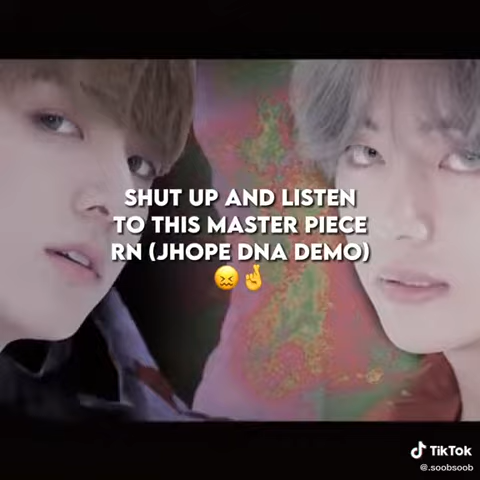 SHUT UP AND LISTEN
TO THIS MASTER PIECE
RN (JHOPE DNA DEMO)
😖🤞
TikTok
@.soobsoob